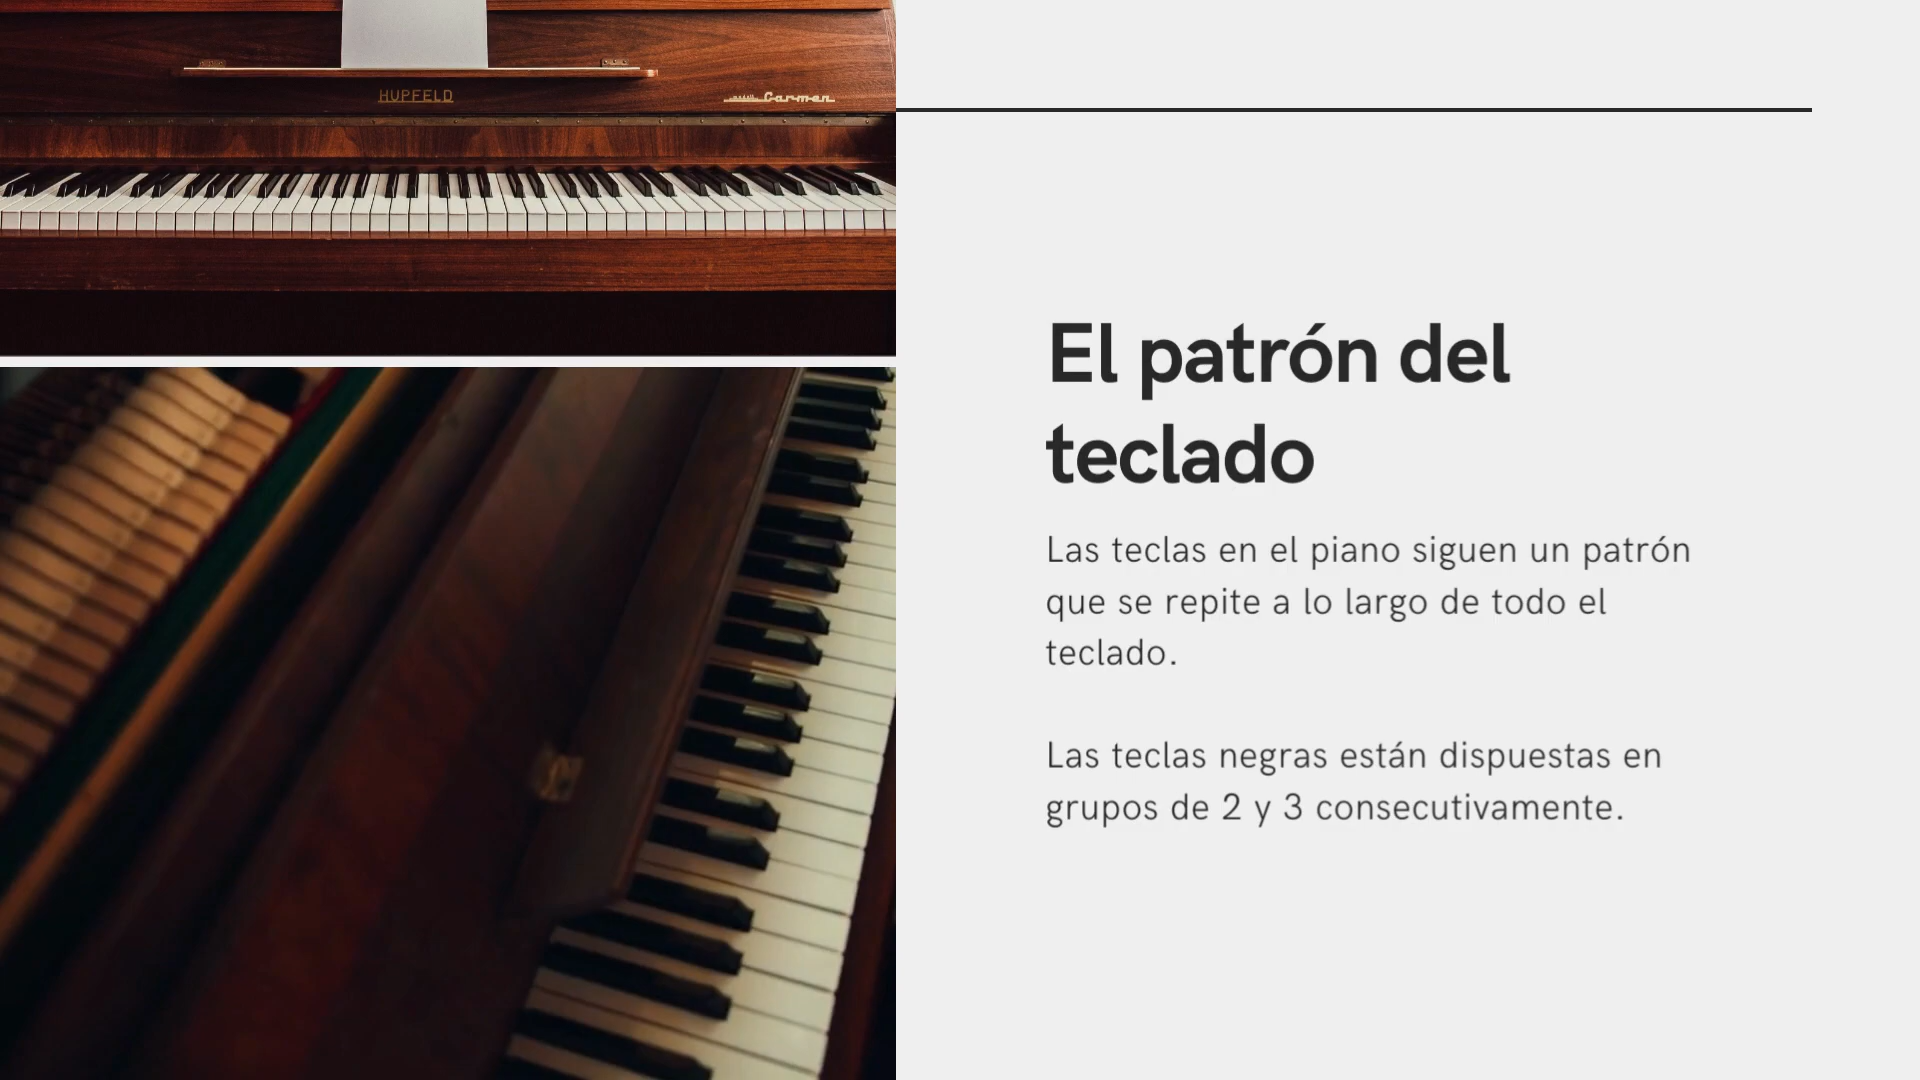 HUPFELD
Carmen
El patrón del
teclado
Las teclas en el piano siguen un patrón
que se repite a lo largo de todo el
teclado.
Las teclas negras están dispuestas en
grupos de 2 y 3 consecutivamente.